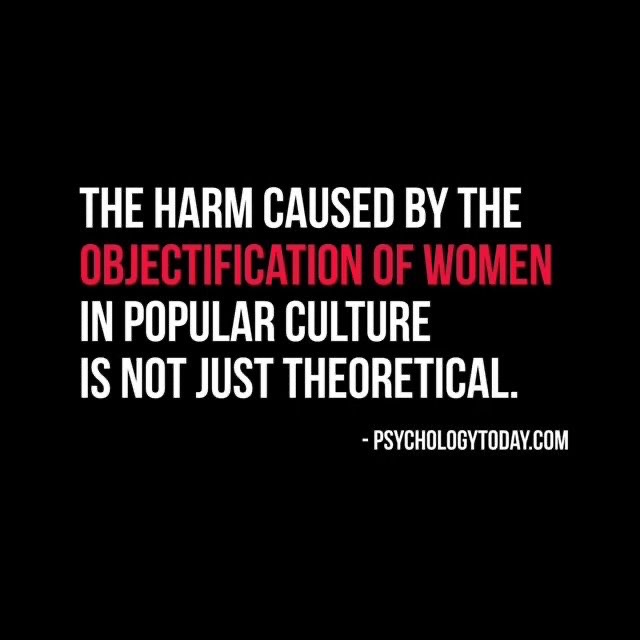 THE HARM CAUSED BY THE
OBJECTIFICATION OF WOMEN
IN POPULAR CULTURE
IS NOT JUST THEORETICAL.
- PSYCHOLOGYTODAY.COM